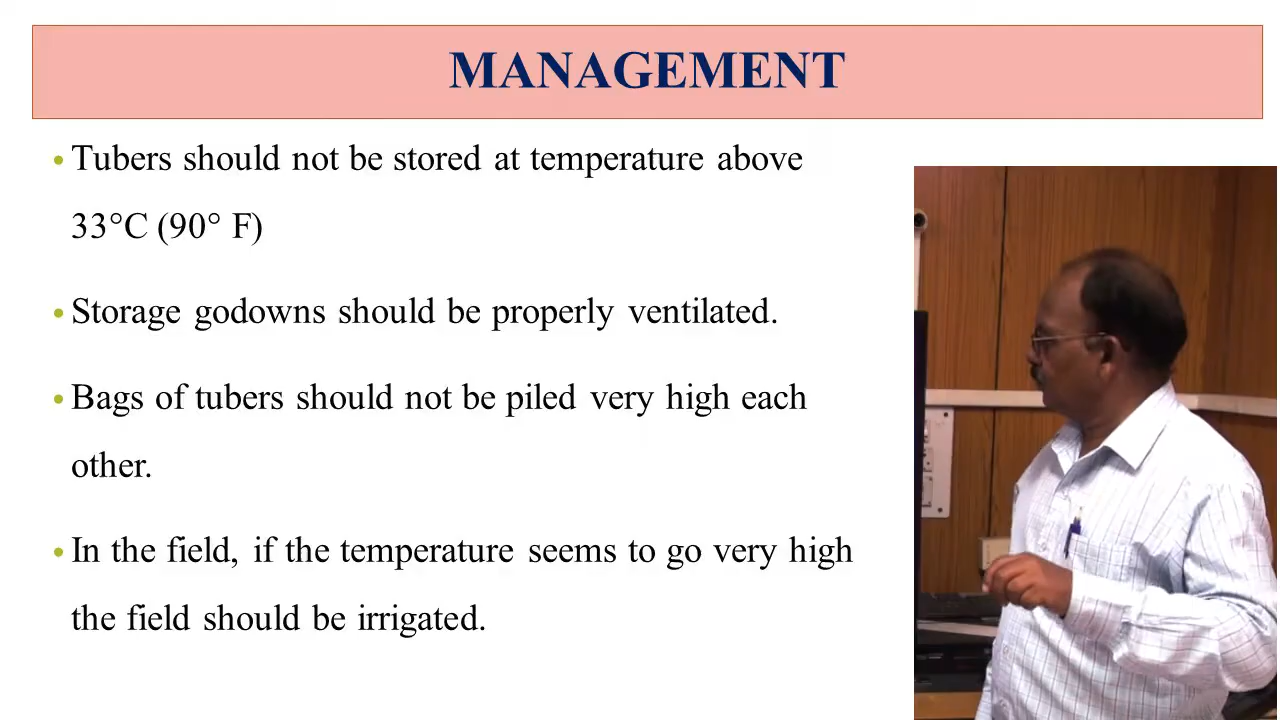 MANAGEMENT
• Tubers should not be stored at temperature above
33°C (90° F)
• Storage godowns should be properly ventilated.
• Bags of tubers should not be piled very high each
other.
• In the field, if the temperature seems to go very high
the field should be irrigated.